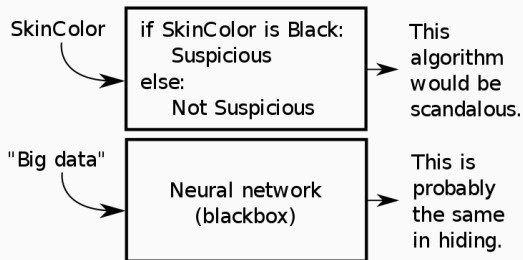 SkinColor
if SkinColor is Black:
Suspicious
else:
Not Suspicious
This
algorithm
would be
scandalous.
"Big data"
Neural network
(blackbox)
This is
probably
the same
in hiding.